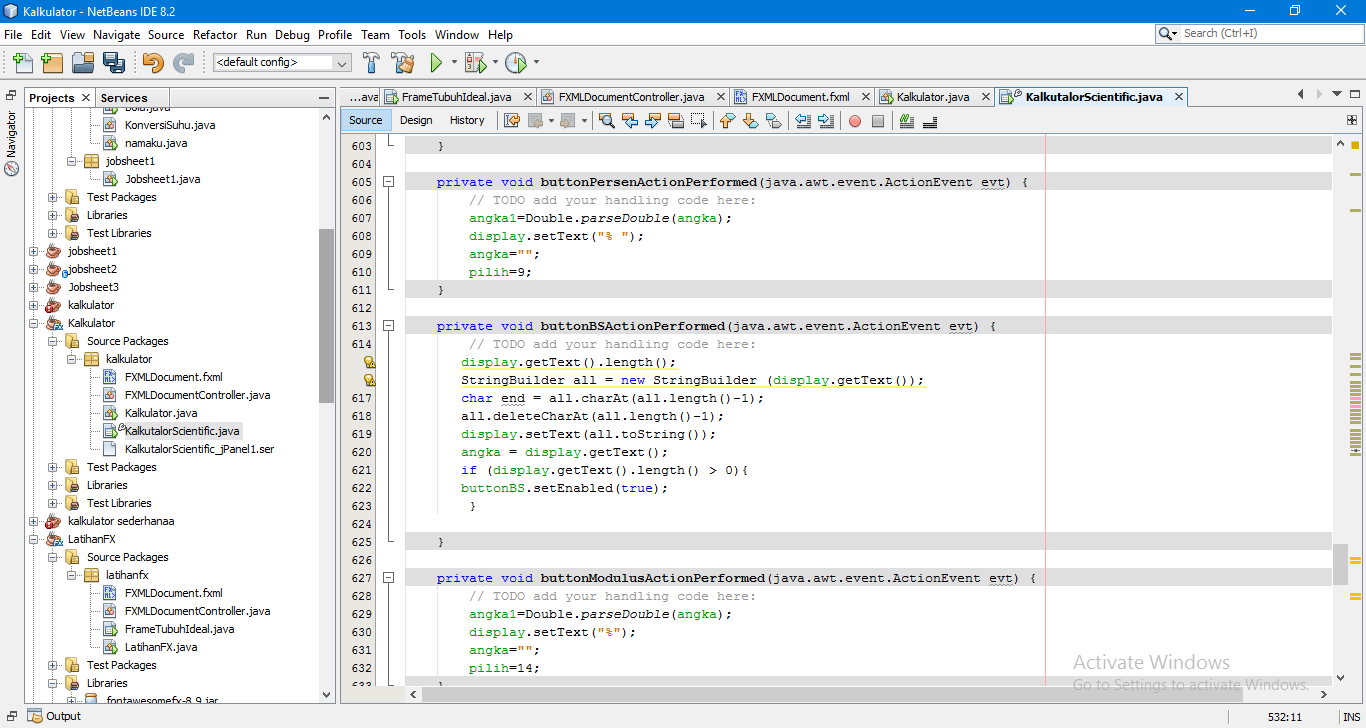 Kalkulator - NetBeans IDE 8.2
File Edit View Navigate Source Refactor Run Debug Profile Team Tools Window Help
Search (Ctrl+I)
<default config>
Projects Services
Navigator
KonversiSuhu.java
namaku.java
jobsheet1
Jobsheet1.java
Test Packages
Libraries
Test Libraries
jobsheet1
jobsheet2
Jobsheet3
kalkulator
Kalkulator
Source Packages
kalkulator
FXMLDocument.fxml
FXMLDocumentController.java
Kalkulator.java
KalkutalorScientific.java
KalkutalorScientific_jPanel1.ser
Test Packages
Libraries
Test Libraries
kalkulator sederhanaa
LatihanFX
Source Packages
latihanfx
FXMLDocument.fxml
FXMLDocumentController.java
FrameTubuhIdeal.java
LatihanFX.java
Test Packages
Libraries
fontawesomefx-8.9.jar
...ava FrameTubuhIdeal.java FXMLDocumentController.java FXMLDocument.fxml Kalkulator.java KalkutalorScientific.java
Source Design History
603 }
604
605 private void buttonPersenActionPerformed(java.awt.event.ActionEvent evt) {
606 // TODO add your handling code here:
607 angka1=Double.parseDouble(angka);
608 display.setText("% ");
609 angka="";
610 pilih=9;
611 }
612
613 private void buttonBSActionPerformed(java.awt.event.ActionEvent evt) {
614 // TODO add your handling code here:
display.getText().length();
StringBuilder all = new StringBuilder (display.getText());
617 char end = all.charAt(all.length()-1);
618 all.deleteCharAt(all.length()-1);
619 display.setText(all.toString());
620 angka = display.getText();
621 if (display.getText().length() > 0){
622 buttonBS.setEnabled(true);
623 }
624
625 }
626
627 private void buttonModulusActionPerformed(java.awt.event.ActionEvent evt) {
628 // TODO add your handling code here:
629 angka1=Double.parseDouble(angka);
630 display.setText("%");
631 angka="";
632 pilih=14;
633 }
Activate Windows
Go to Settings to activate Windows.
Output
532:11 INS